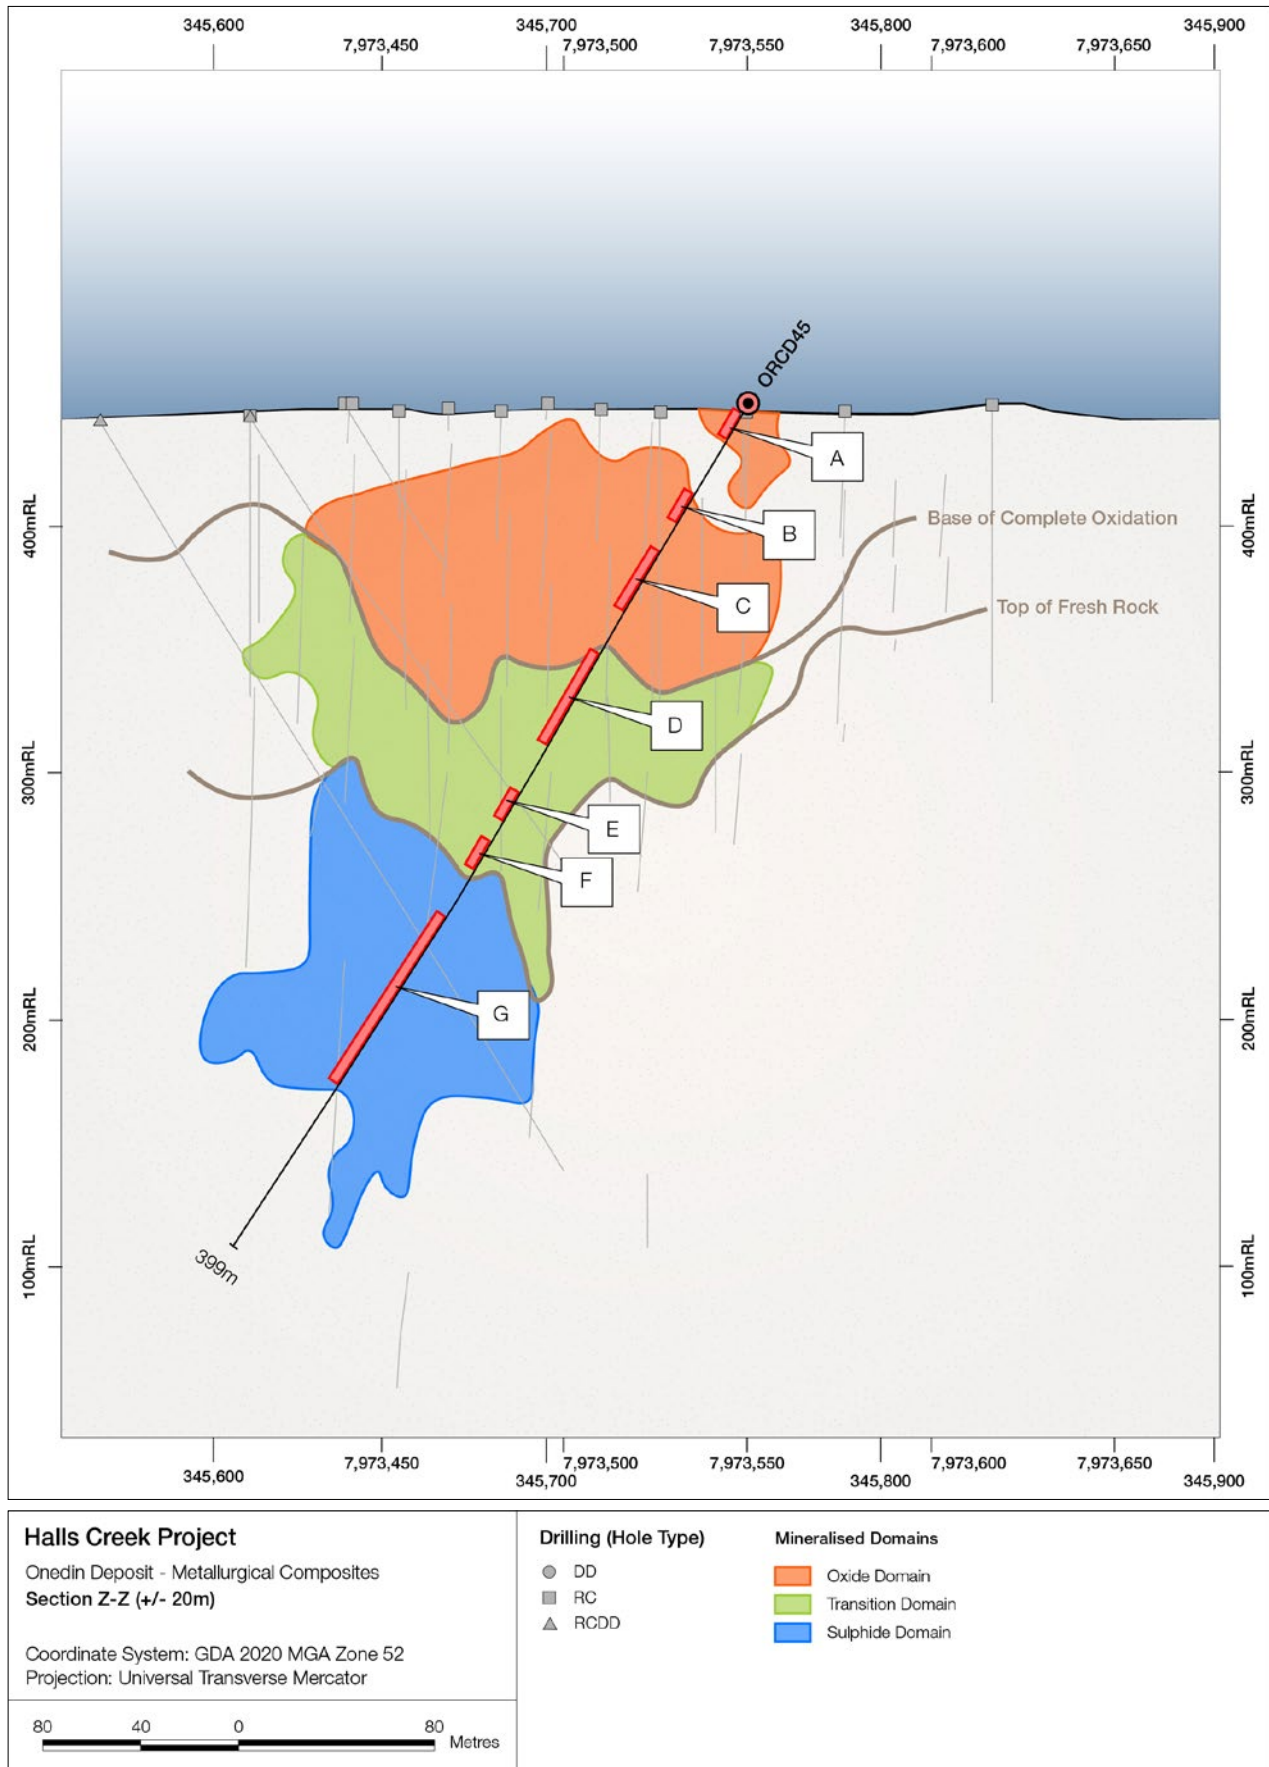 345,600 345,700 345,800 345,900
7,973,450 7,973,500 7,973,550 7,973,600 7,973,650
ORCD45
A
B
Base of Complete Oxidation
400mRL
400mRL
C
Top of Fresh Rock
D
300mRL
300mRL
E
F
G
200mRL
200mRL
399m
100mRL
100mRL
7,973,450 7,973,500 7,973,550 7,973,600 7,973,650
345,600 345,700 345,800 345,900
Halls Creek Project
Onedin Deposit - Metallurgical Composites
Section Z-Z (+/- 20m)
Coordinate System: GDA 2020 MGA Zone 52
Projection: Universal Transverse Mercator
80 40 0 80
Metres
Drilling (Hole Type)
DD
RC
RCDD
Mineralised Domains
Oxide Domain
Transition Domain
Sulphide Domain